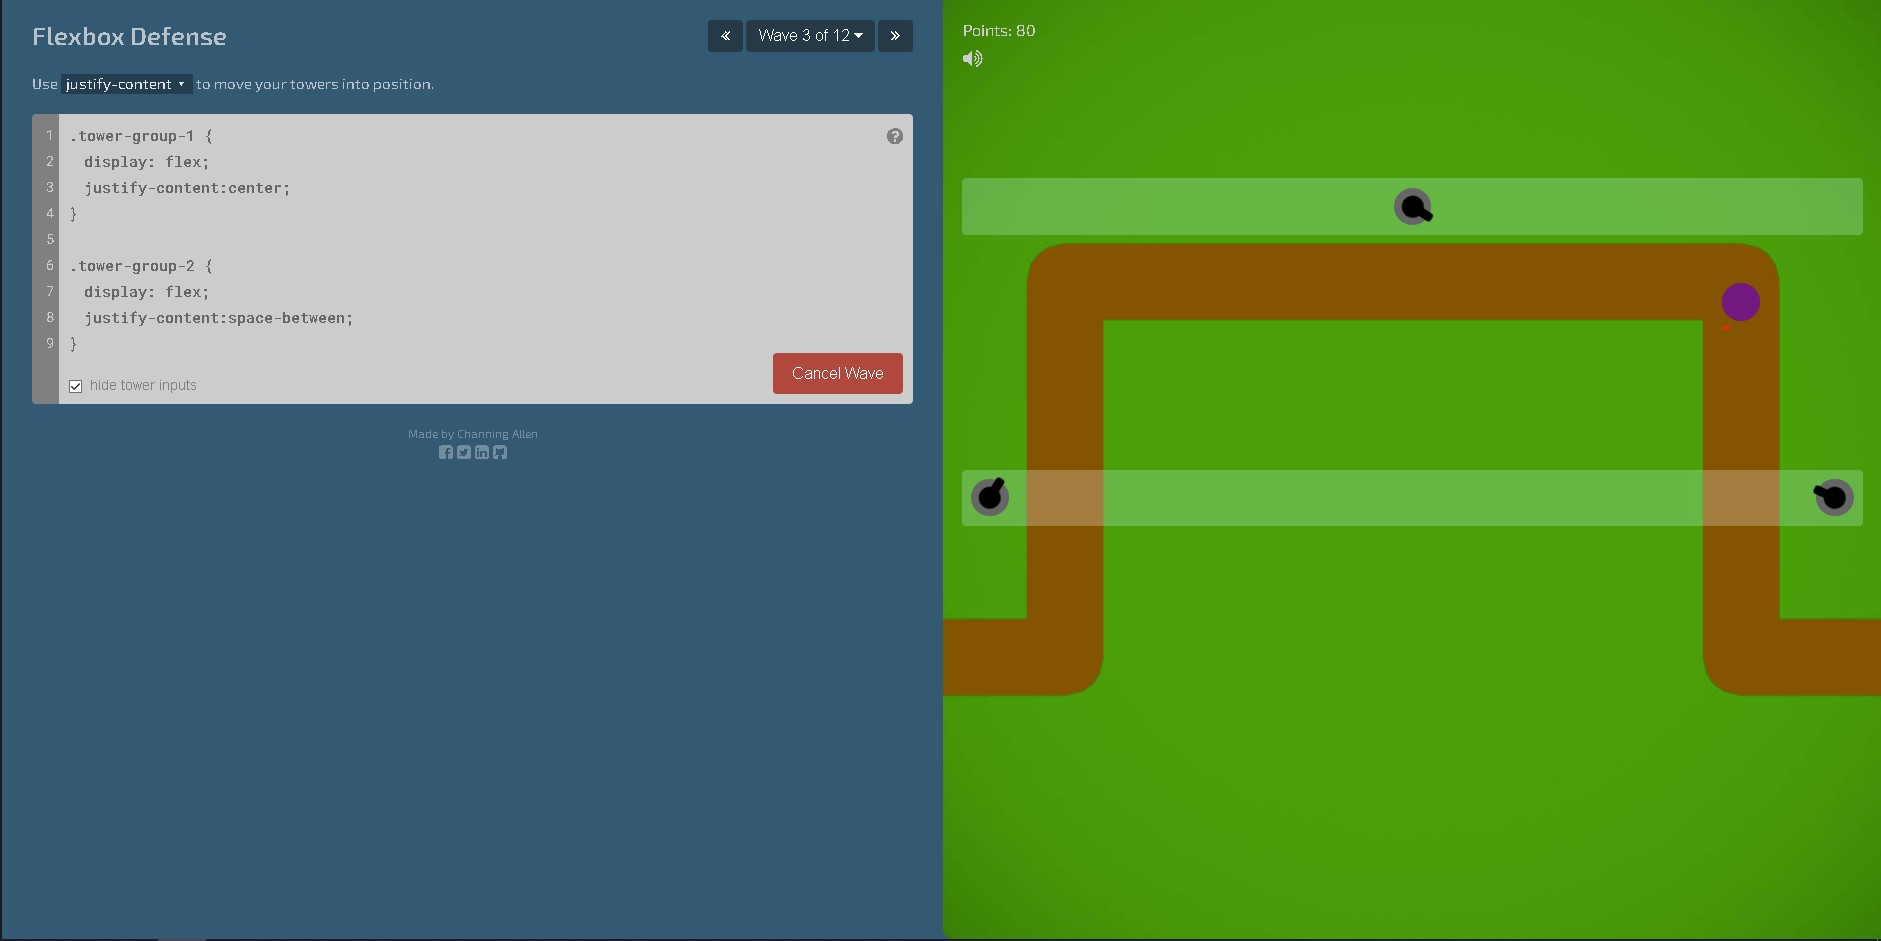 Flexbox Defense
« Wave 3 of 12 »
Points: 80
Use justify-content to move your towers into position.
1 .tower-group-1 {
2 display: flex;
3 justify-content:center;
4 }
5
6 .tower-group-2 {
7 display: flex;
8 justify-content:space-between;
9 }
?
Cancel Wave
hide tower inputs
Made by Channing Allen